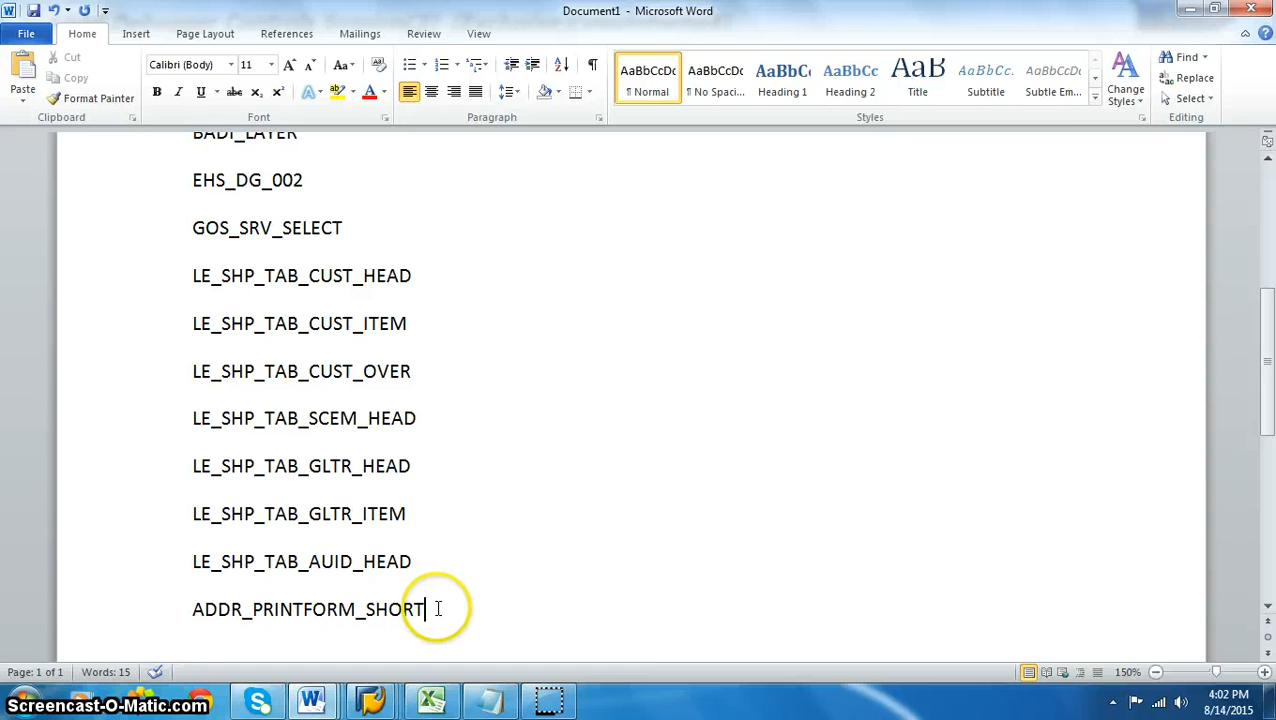 Document1 - Microsoft Word
File Home Insert Page Layout References Mailings Review View
Paste
Cut
Copy
Format Painter
Clipboard
Calibri (Body) 11
Font
Paragraph
AaBbCcDc AaBbCcDc AaBbC AaBbCc AaB AaBbCc. AaBbCcDc
¶ Normal ¶ No Spaci... Heading 1 Heading 2 Title Subtitle Subtle Em...
Change Styles
Styles
Find
Replace
Select
Editing
BADI_LAYER
EHS_DG_002
GOS_SRV_SELECT
LE_SHP_TAB_CUST_HEAD
LE_SHP_TAB_CUST_ITEM
LE_SHP_TAB_CUST_OVER
LE_SHP_TAB_SCEM_HEAD
LE_SHP_TAB_GLTR_HEAD
LE_SHP_TAB_GLTR_ITEM
LE_SHP_TAB_AUID_HEAD
ADDR_PRINTFORM_SHORT
Page: 1 of 1 Words: 15 150%
Screencast-O-Matic.com
4:02 PM
8/14/2015